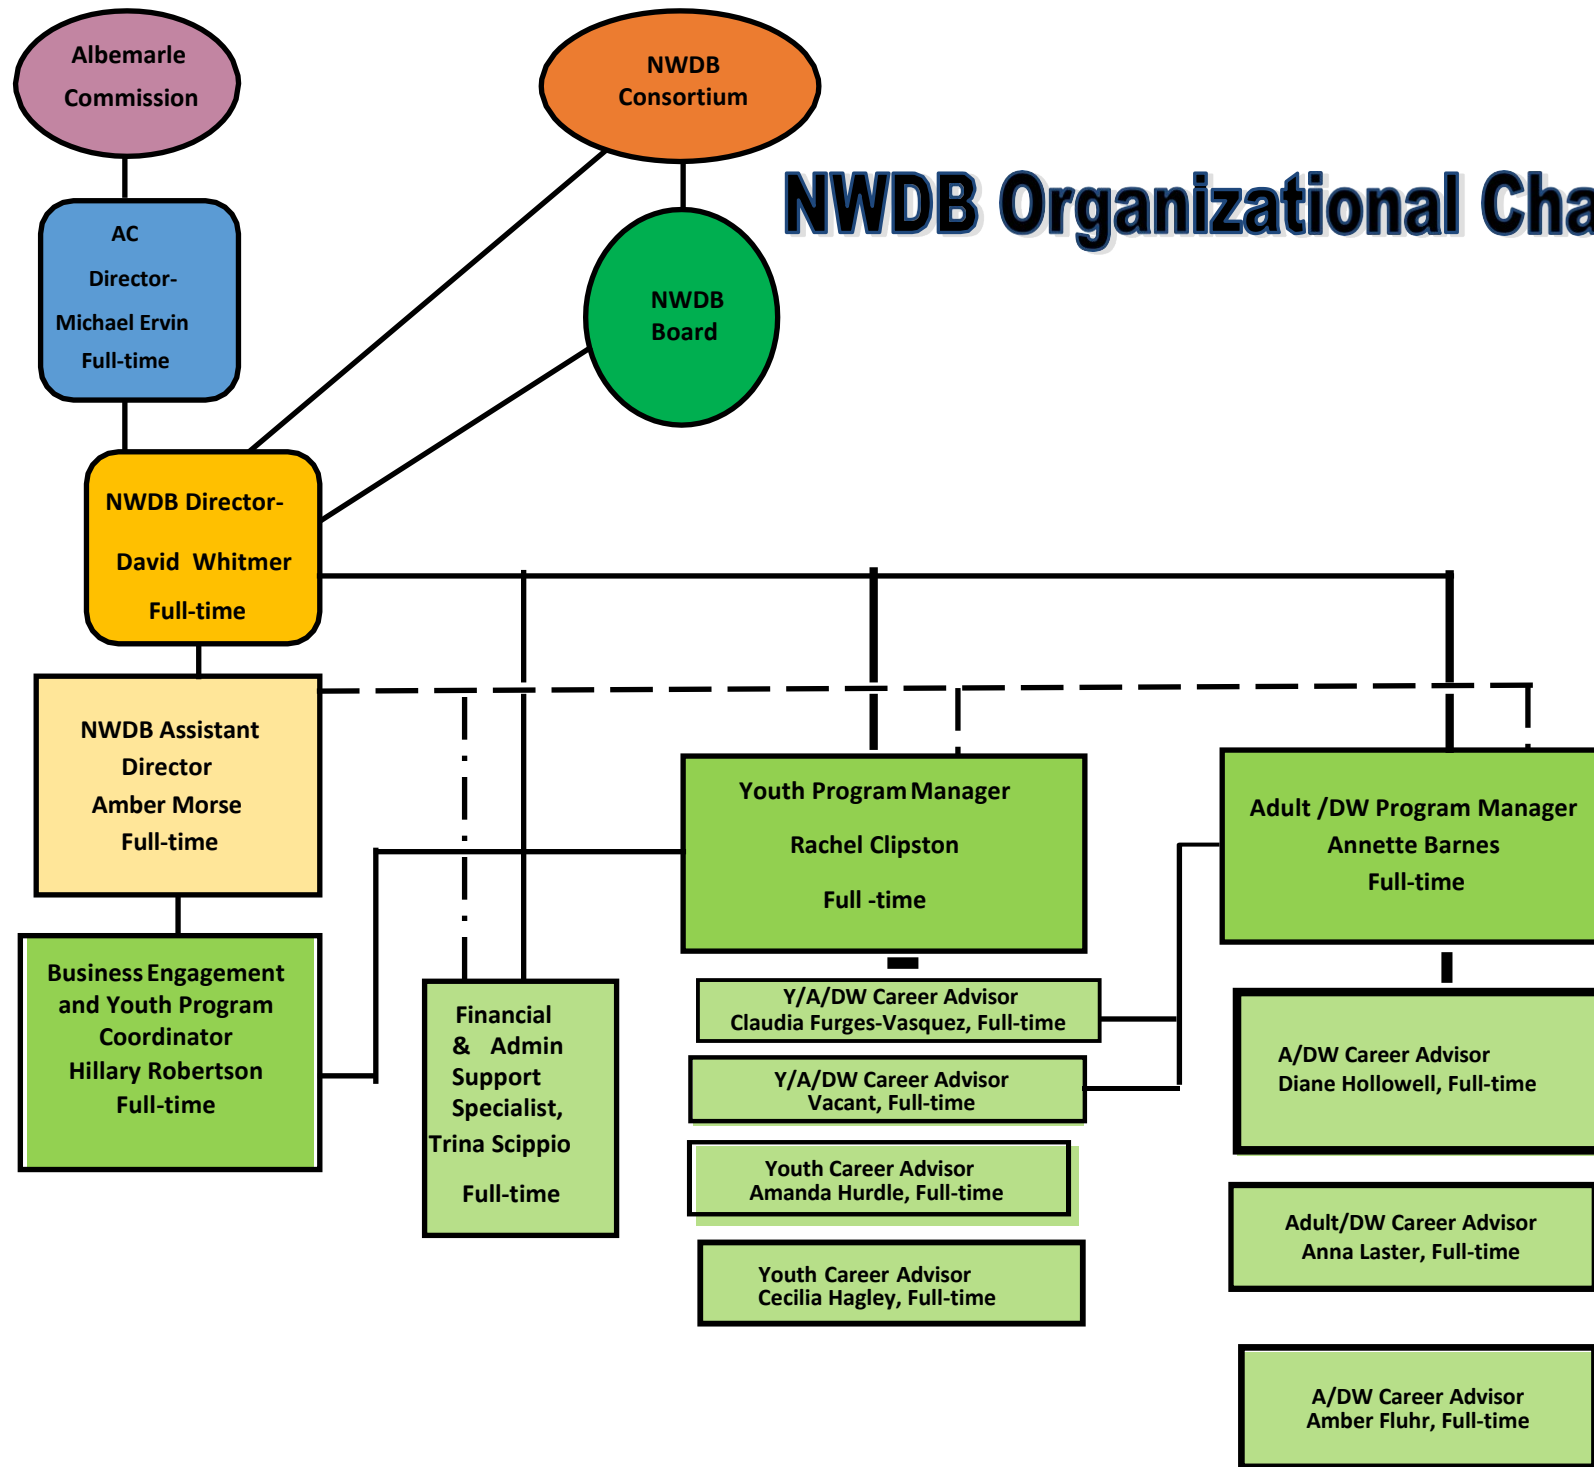 Albemarle
Commission
NWDB
Consortium
NWDB Organizational Cha
AC
Director-
Michael Ervin
Full-time
NWDB
Board
NWDB Director-
David Whitmer
Full-time
NWDB Assistant
Director
Amber Morse
Full-time
Youth Program Manager
Rachel Clipston
Full -time
Adult /DW Program Manager
Annette Barnes
Full-time
Business Engagement
and Youth Program
Coordinator
Hillary Robertson
Full-time
Financial
& Admin
Support
Specialist,
Trina Scippio
Full-time
Y/A/DW Career Advisor
Claudia Furges-Vasquez, Full-time
Y/A/DW Career Advisor
Vacant, Full-time
Youth Career Advisor
Amanda Hurdle, Full-time
Youth Career Advisor
Cecilia Hagley, Full-time
A/DW Career Advisor
Diane Hollowell, Full-time
Adult/DW Career Advisor
Anna Laster, Full-time
A/DW Career Advisor
Amber Fluhr, Full-time